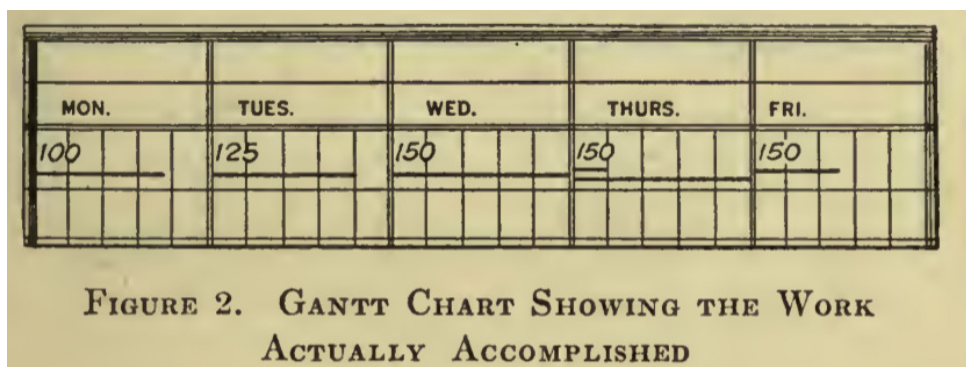 MON. TUES. WED. THURS. FRI.
100 125 150 150 150
FIGURE 2. GANTT CHART SHOWING THE WORK
ACTUALLY ACCOMPLISHED